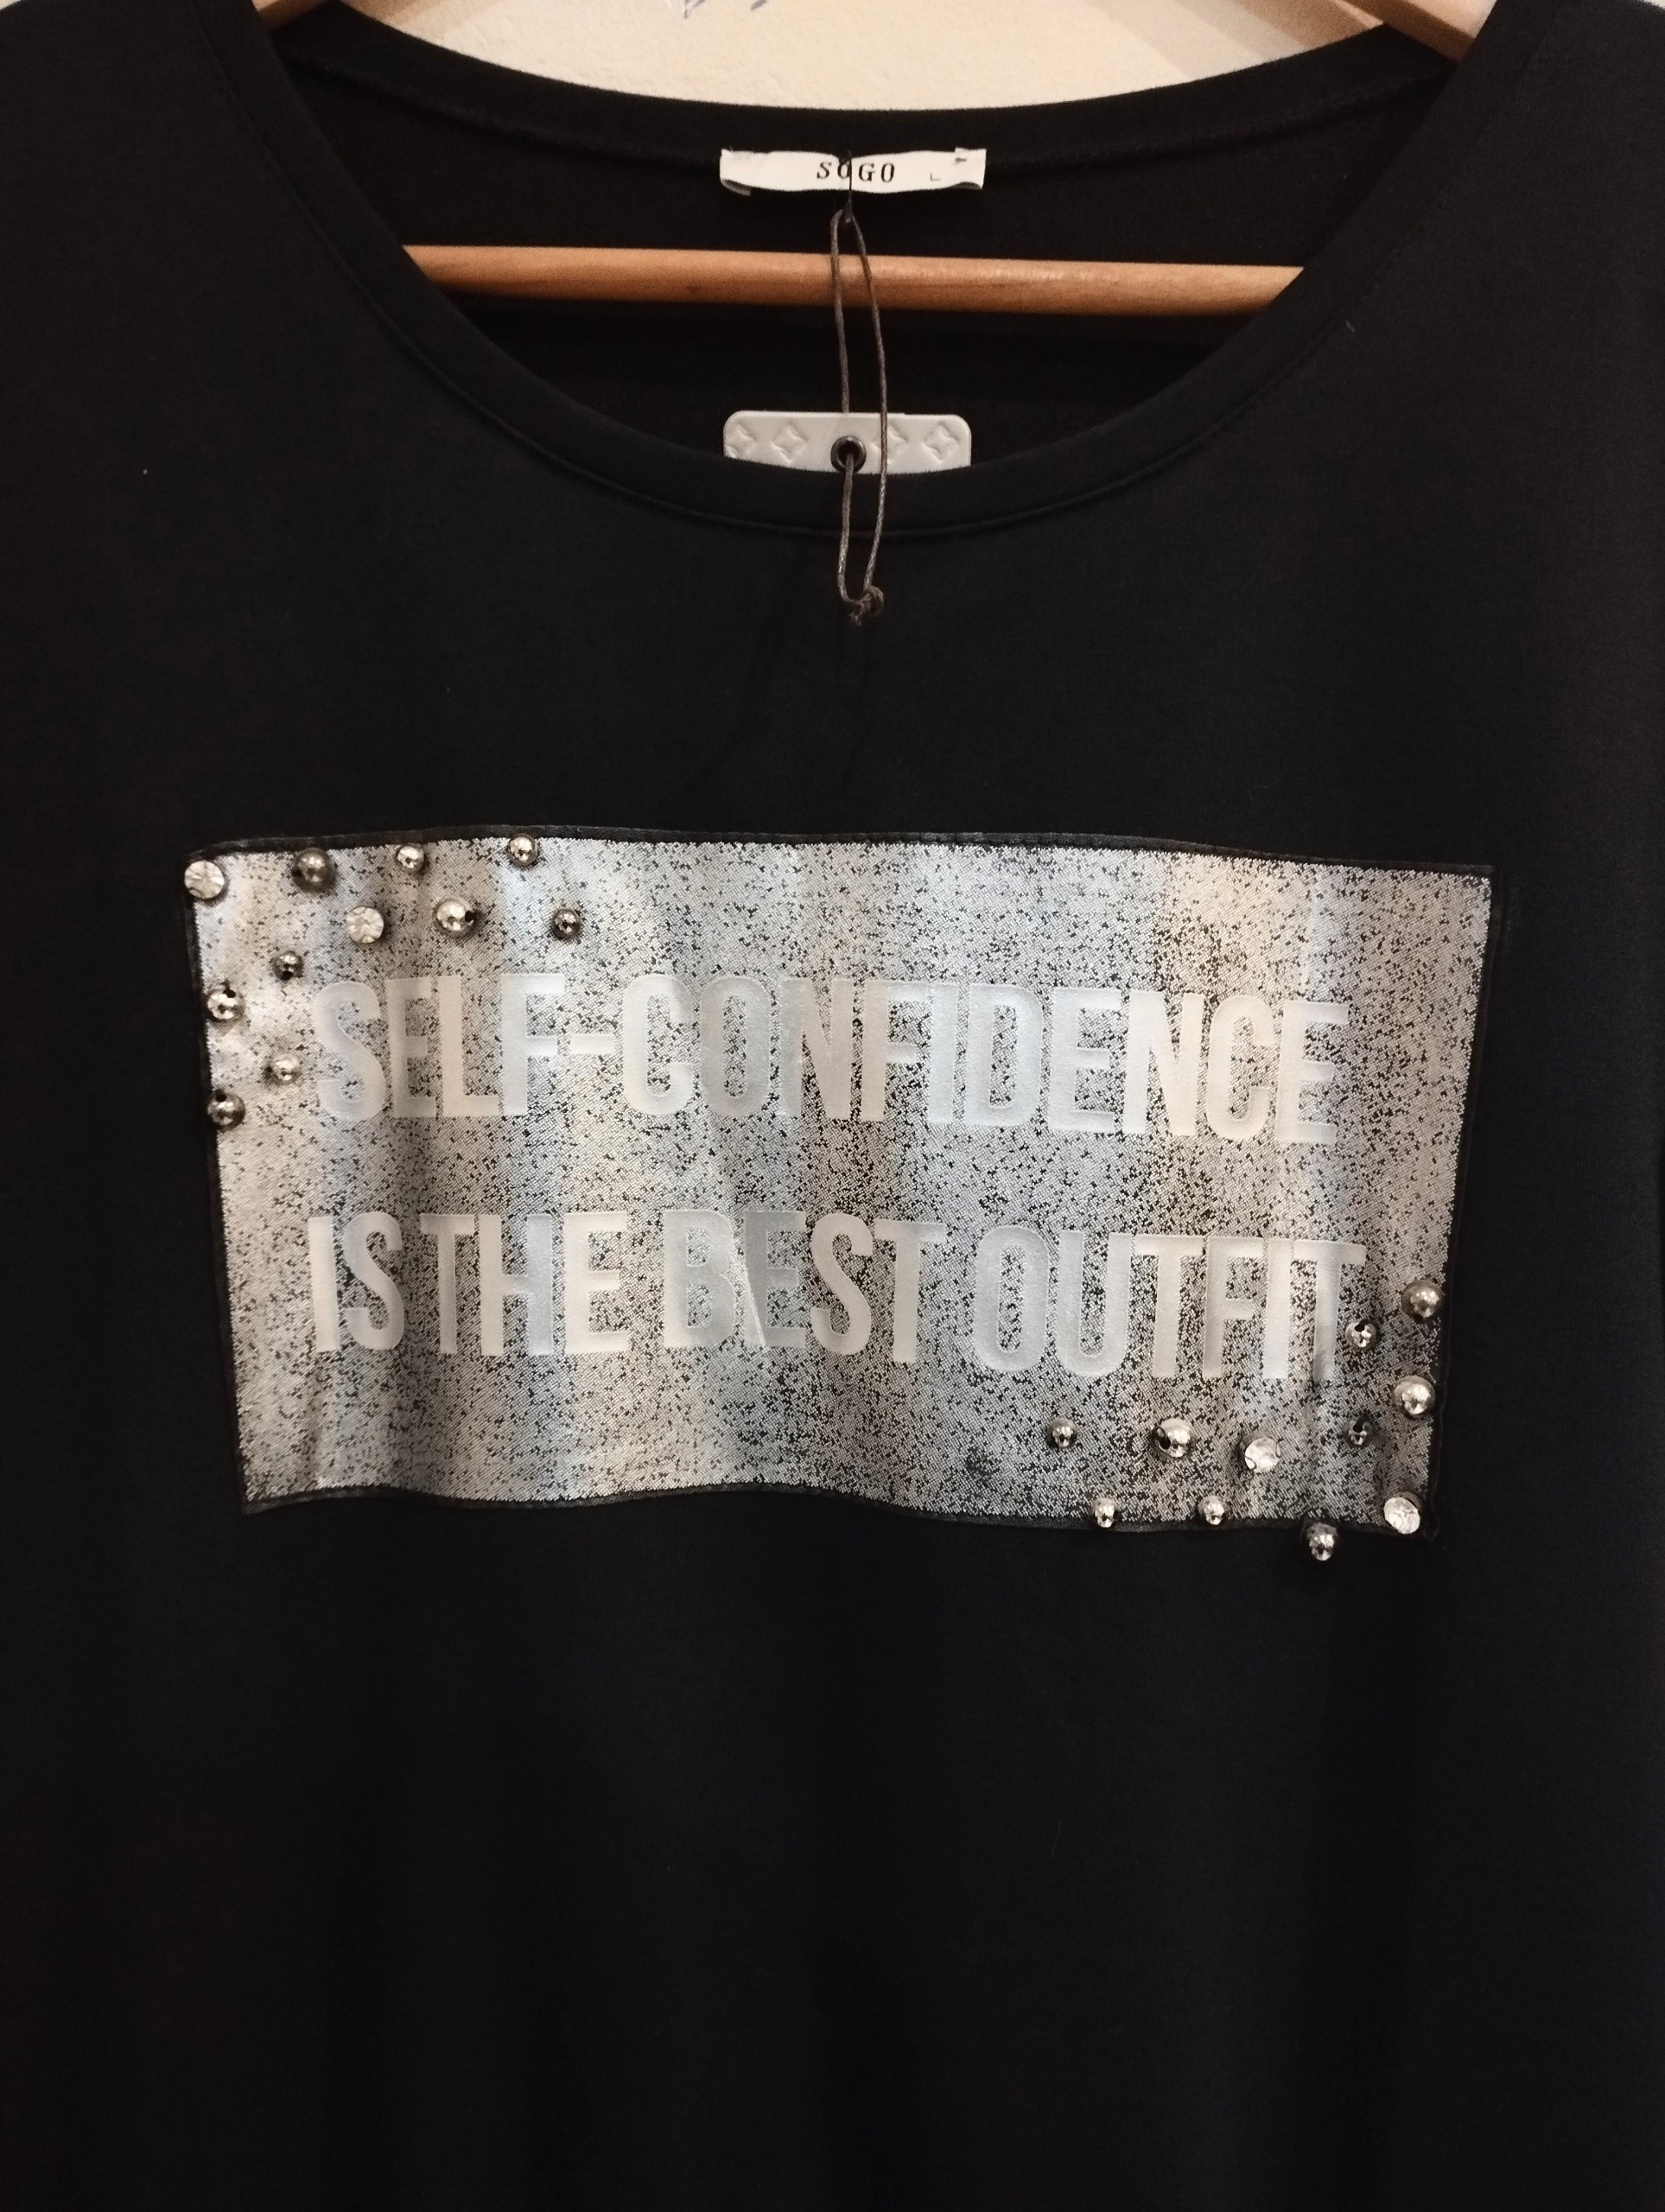 SOGO
L
SELF-CONFIDENCE
IS THE BEST OUTFIT